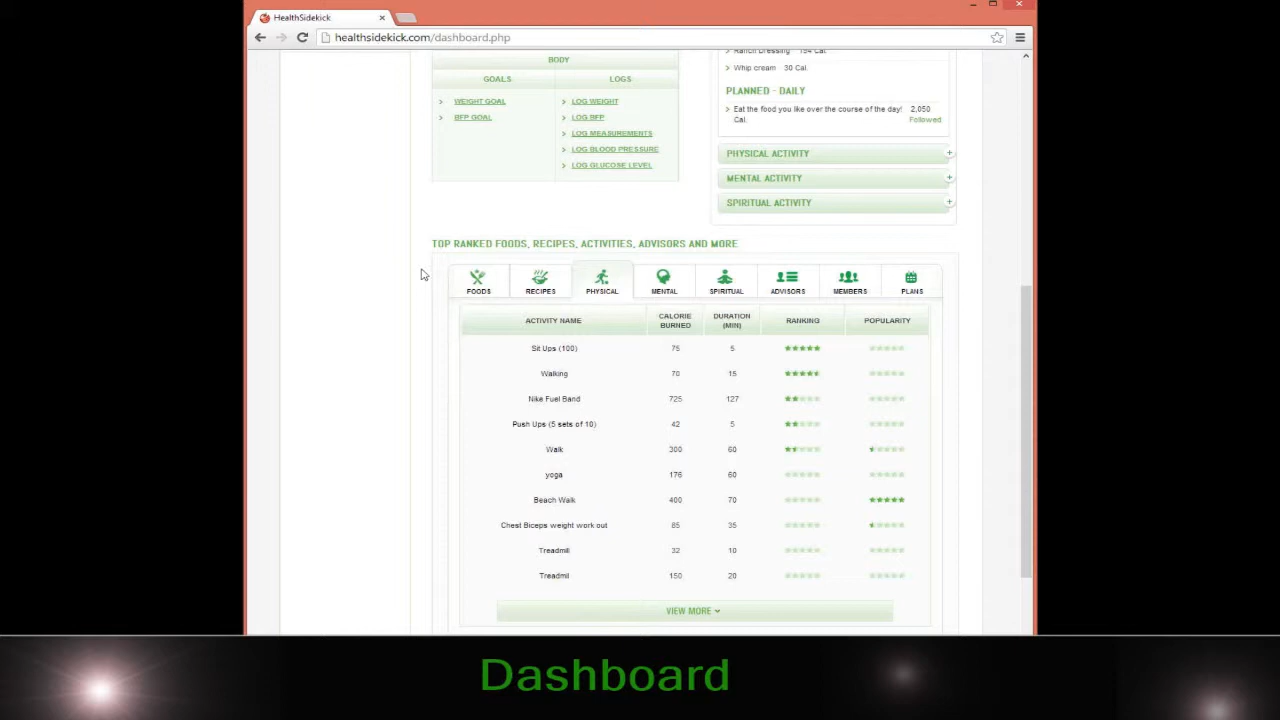 HealthSidekick
healthsidekick.com/dashboard.php
BODY
GOALS
LOGS
WEIGHT GOAL
BFP GOAL
LOG WEIGHT
LOG BFP
LOG MEASUREMENTS
LOG BLOOD PRESSURE
LOG GLUCOSE LEVEL
Ranch Dressing 154 Cal.
Whip cream 30 Cal.
PLANNED - DAILY
Eat the food you like over the course of the day! 2,050
Cal. Followed
PHYSICAL ACTIVITY
MENTAL ACTIVITY
SPIRITUAL ACTIVITY
TOP RANKED FOODS, RECIPES, ACTIVITIES, ADVISORS AND MORE
FOODS RECIPES PHYSICAL MENTAL SPIRITUAL ADVISORS MEMBERS PLANS
ACTIVITY NAME CALORIE BURNED DURATION (MIN) RANKING POPULARITY
Sit Ups (100) 75 5
Walking 70 15
Nike Fuel Band 725 127
Push Ups (5 sets of 10) 42 5
Walk 300 60
yoga 176 60
Beach Walk 400 70
Chest Biceps weight work out 85 35
Treadmill 32 10
Treadmil 150 20
VIEW MORE
Dashboard